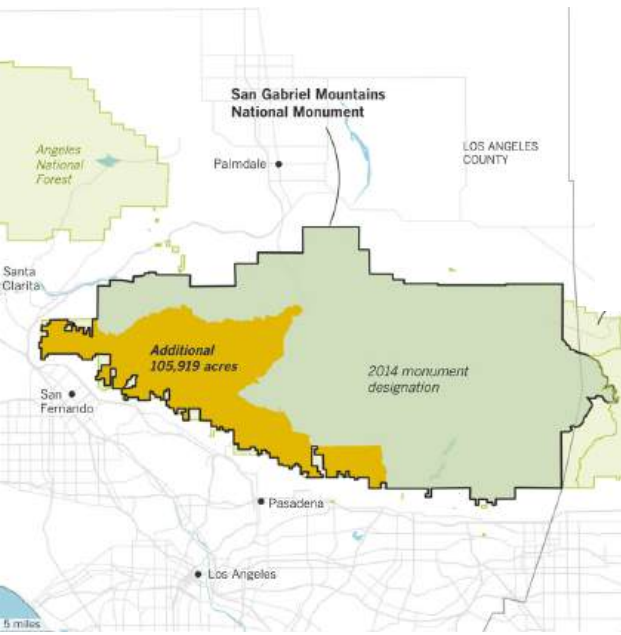 San Gabriel Mountains
National Monument
Angeles
National
Forest
Palmdale
LOS ANGELES
COUNTY
Santa
Clarita
Additional
105,919 acres
2014 monument
designation
San
Fernando
Pasadena
Los Angeles
5 miles